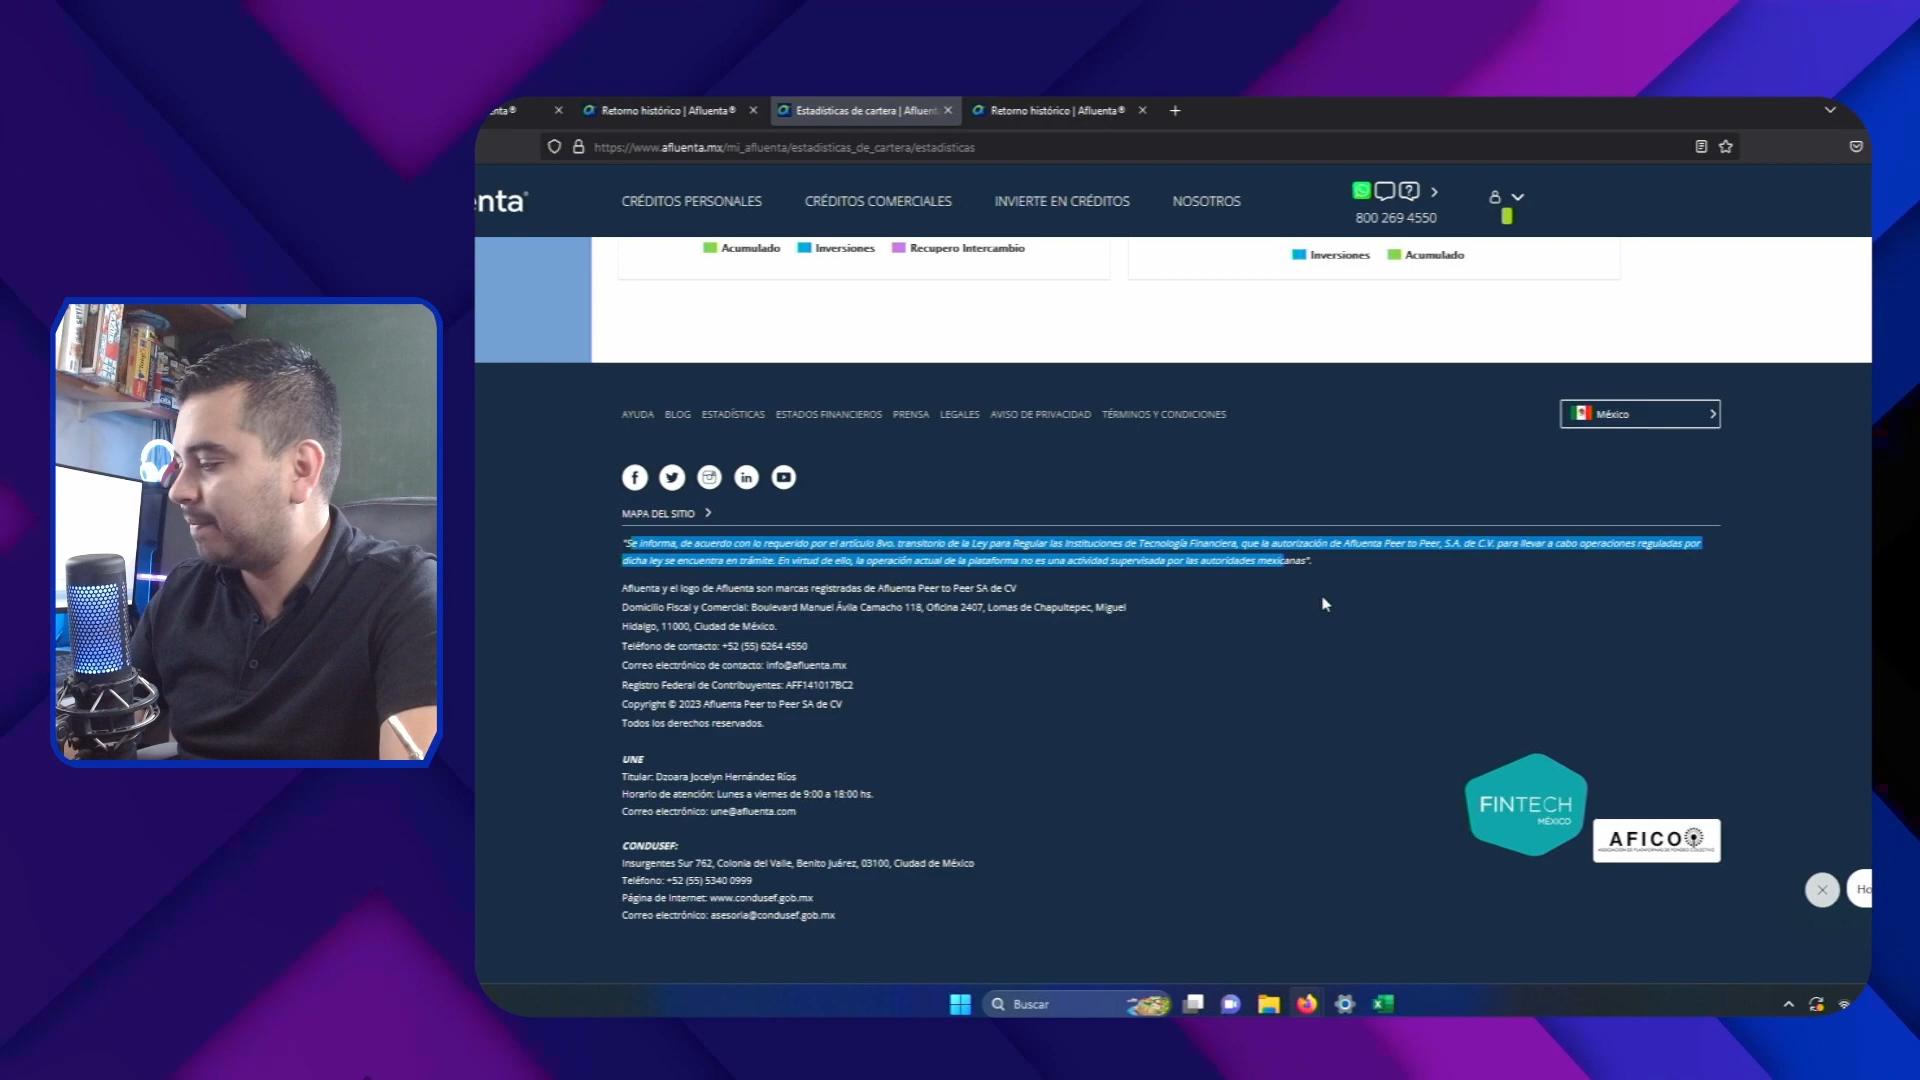 enta®
Retorno histórico | Afluenta®
Estadísticas de cartera | Afluent
Retorno histórico | Afluenta®
https://www.afluenta.mx/mi_afluenta/estadisticas_de_cartera/estadisticas
nta®
CRÉDITOS PERSONALES
CRÉDITOS COMERCIALES
INVIERTE EN CRÉDITOS
NOSOTROS
800 269 4550
Acumulado
Inversiones
Recupero Intercambio
Inversiones
Acumulado
AYUDA BLOG ESTADÍSTICAS ESTADOS FINANCIEROS PRENSA LEGALES AVISO DE PRIVACIDAD TÉRMINOS Y CONDICIONES
México
MAPA DEL SITIO
"Se informa, de acuerdo con lo requerido por el artículo 8vo. transitorio de la Ley para Regular las Instituciones de Tecnología Financiera, que la autorización de Afluenta Peer to Peer, S.A. de C.V. para llevar a cabo operaciones reguladas por
dicha ley se encuentra en trámite. En virtud de ello, la operación actual de la plataforma no es una actividad supervisada por las autoridades mexicanas".
Afluenta y el logo de Afluenta son marcas registradas de Afluenta Peer to Peer SA de CV
Domicilio Fiscal y Comercial: Boulevard Manuel Ávila Camacho 118, Oficina 2407, Lomas de Chapultepec, Miguel
Hidalgo, 11000, Ciudad de México.
Teléfono de contacto: +52 (55) 6264 4550
Correo electrónico de contacto: info@afluenta.mx
Registro Federal de Contribuyentes: AFF141017BC2
Copyright © 2023 Afluenta Peer to Peer SA de CV
Todos los derechos reservados.
UNE
Titular: Dzoara Jocelyn Hernández Ríos
Horario de atención: Lunes a viernes de 9:00 a 18:00 hs.
Correo electrónico: une@afluenta.com
FINTECH
MÉXICO
AFICO
CONDUSEF:
Insurgentes Sur 762, Colonia del Valle, Benito Juárez, 03100, Ciudad de México
Teléfono: +52 (55) 5340 0999
Página de Internet: www.condusef.gob.mx
Correo electrónico: asesoria@condusef.gob.mx
Ho
Buscar